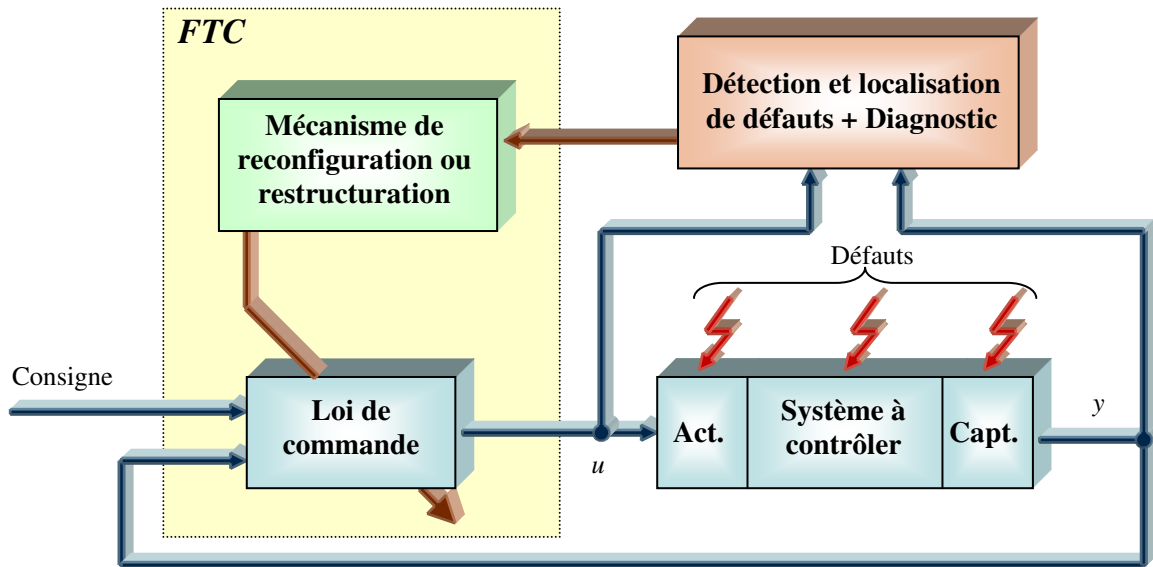 FTC
Mécanisme de
reconfiguration ou
restructuration
Détection et localisation
de défauts + Diagnostic
Défauts
Consigne
Loi de
commande
u
Act.
Système à
contrôler
Capt.
y